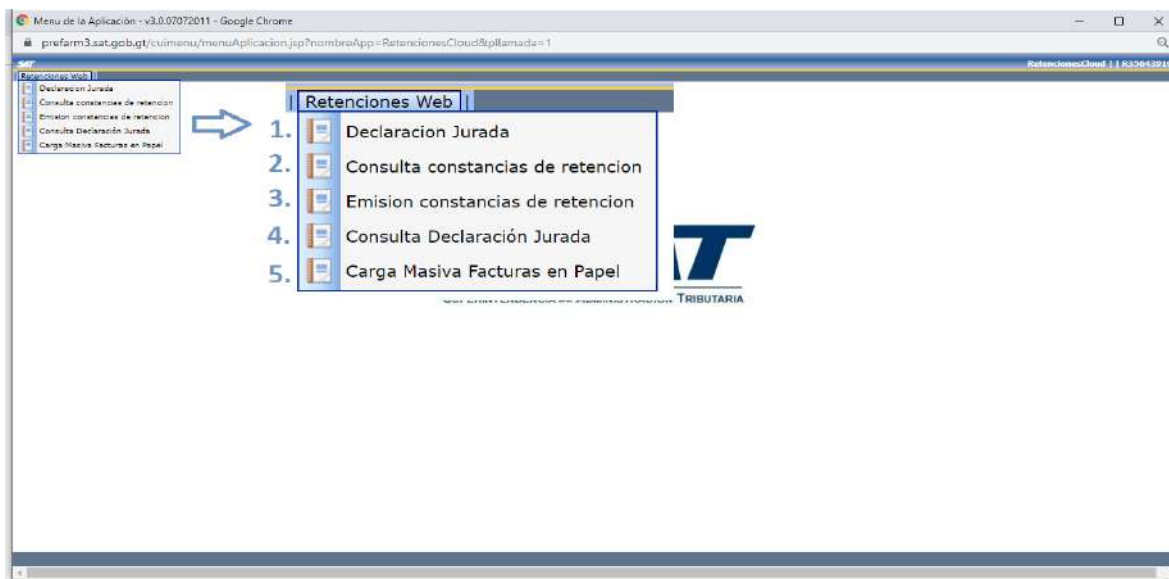 Menu de la Aplicación - v3.0.07072011 - Google Chrome
prefarm3.sat.gob.gt/cuimenu/menuAplicacion.jsp?nombreApp=RetencionesCloud&pllamada=1
SAT
RetencionesCloud | |
Retenciones Web |
Declaracion Jurada
Consulta constancias de retencion
Emision constancias de retencion
Consulta Declaración Jurada
Carga Masiva Facturas en Papel
| Retenciones Web ||
1. Declaracion Jurada
2. Consulta constancias de retencion
3. Emision constancias de retencion
4. Consulta Declaración Jurada
5. Carga Masiva Facturas en Papel
TRIBUTARIA